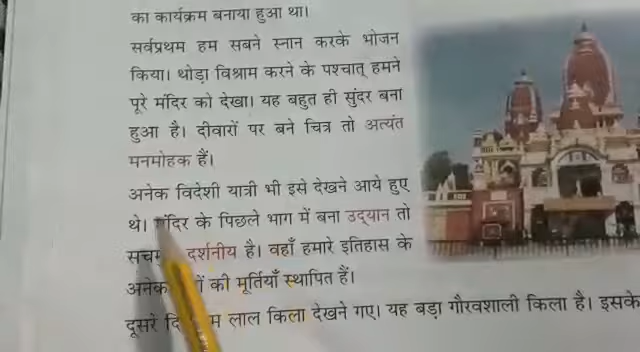 का कार्यक्रम बनाया हुआ था।
सर्वप्रथम हम सबने स्नान करके भोजन
किया। थोड़ा विश्राम करने के पश्चात् हमने
पूरे मंदिर को देखा। यह बहुत ही सुंदर बना
हुआ है। दीवारों पर बने चित्र तो अत्यंत
मनमोहक हैं।
अनेक विदेशी यात्री भी इसे देखने आये हुए
थे। मंदिर के पिछले भाग में बना उद्यान तो
दर्शनीय है। वहाँ हमारे इतिहास के
अनेक की मूर्तियाँ स्थापित हैं।
दूसरे लाल किला देखने गए। यह बड़ा गौरवशाली किला है। इसके